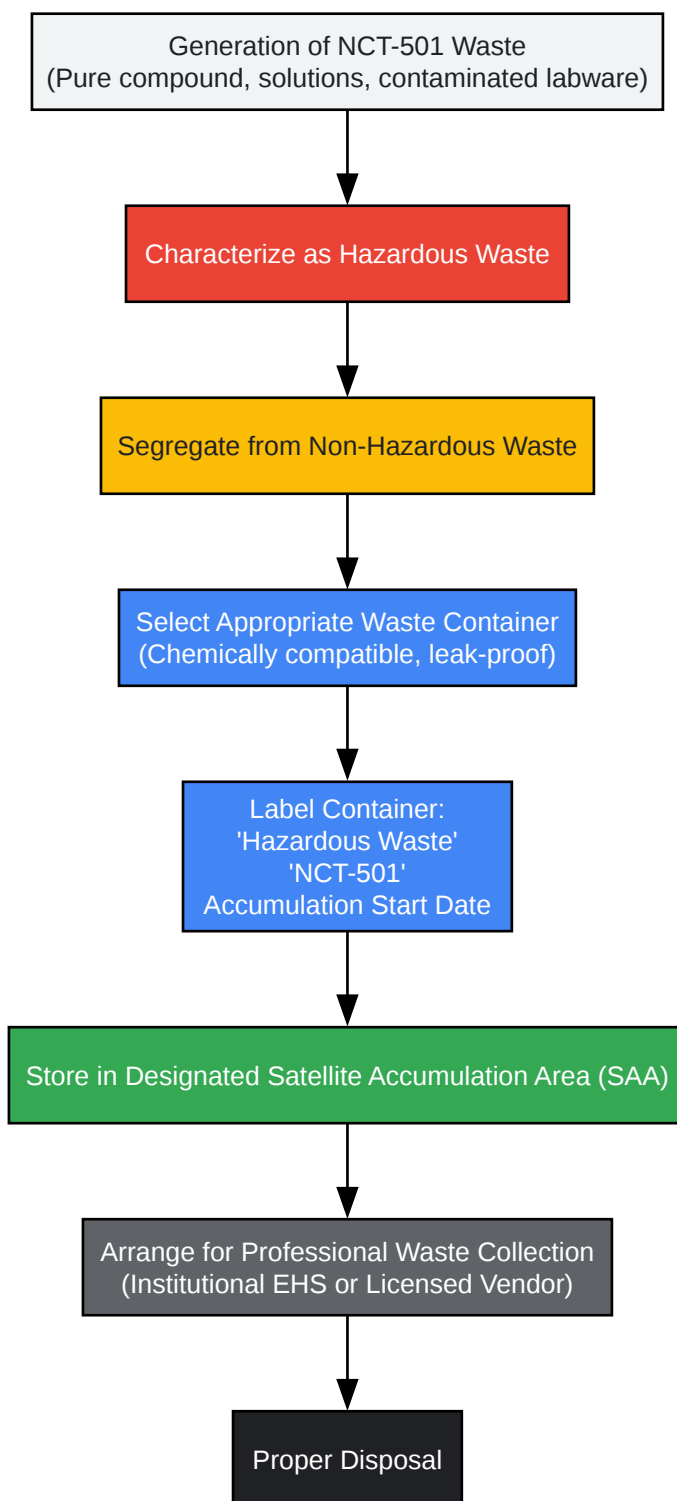 Generation of NCT-501 Waste
(Pure compound, solutions, contaminated labware)
Characterize as Hazardous Waste
Segregate from Non-Hazardous Waste
Select Appropriate Waste Container
(Chemically compatible, leak-proof)
Label Container:
'Hazardous Waste'
'NCT-501'
Accumulation Start Date
Store in Designated Satellite Accumulation Area (SAA)
Arrange for Professional Waste Collection
(Institutional EHS or Licensed Vendor)
Proper Disposal